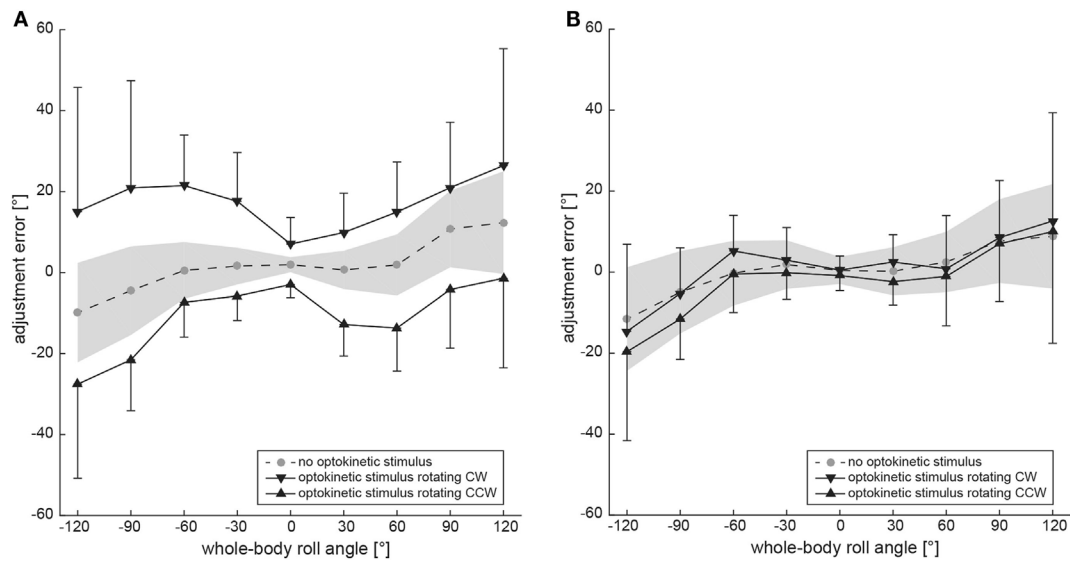 A
60
40
20
0
-20
-40
-60
adjustment error [°]
no optokinetic stimulus
optokinetic stimulus rotating CW
optokinetic stimulus rotating CCW
-120 -90 -60 -30 0 30 60 90 120
whole-body roll angle [°]
B
60
40
20
0
-20
-40
-60
adjustment error [°]
no optokinetic stimulus
optokinetic stimulus rotating CW
optokinetic stimulus rotating CCW
-120 -90 -60 -30 0 30 60 90 120
whole-body roll angle [°]